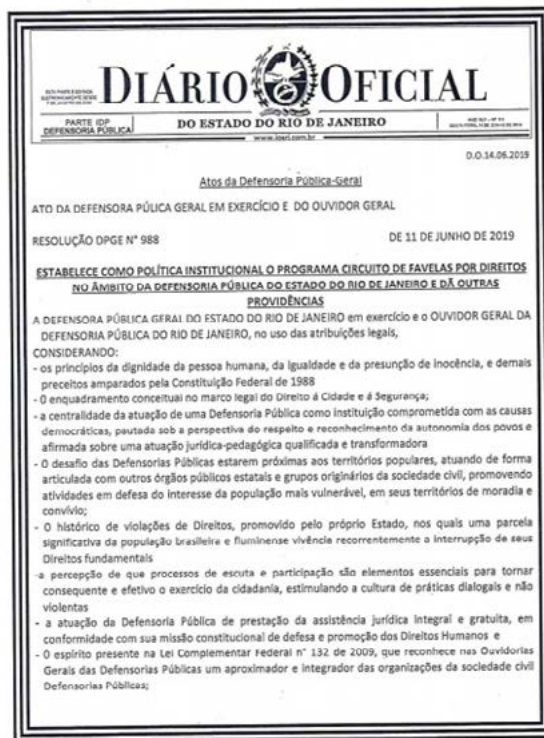 DIÁRIO OFICIAL
PARTE IDP
DEFENSORIA PÚBLICA
DO ESTADO DO RIO DE JANEIRO
www.ioerj.com.br
D.O.14.06.2019
Atos da Defensoria Pública-Geral
ATO DA DEFENSORA PÚLICA GERAL EM EXERCÍCIO E DO OUVIDOR GERAL
RESOLUÇÃO DPGE N° 988 DE 11 DE JUNHO DE 2019
ESTABELECE COMO POLÍTICA INSTITUCIONAL O PROGRAMA CIRCUITO DE FAVELAS POR DIREITOS
NO ÂMBITO DA DEFENSORIA PÚBLICA DO ESTADO DO RIO DE JANEIRO E DÃ OUTRAS
PROVIDÊNCIAS
A DEFENSORA PÚBLICA GERAL DO ESTADO DO RIO DE JANEIRO em exercício e o OUVIDOR GERAL DA
DEFENSORIA PÚBLICA DO RIO DE JANEIRO, no uso das atribuições legais,
CONSIDERANDO:
- os princípios da dignidade da pessoa humana, da igualdade e da presunção de inocência, e demais
preceitos amparados pela Constituição Federal de 1988
- O enquadramento conceitual no marco legal do Direito á Cidade e á Segurança;
- a centralidade da atuação de uma Defensoria Pública como instituição comprometida com as causas
democráticas, pautada sob a perspectiva do respeito e reconhecimento da autonomia dos povos e
afirmada sobre uma atuação jurídica-pedagógica qualificada e transformadora
- O desafio das Defensorias Públicas estarem próximas aos territórios populares, atuando de forma
articulada com outros órgãos públicos estatais e grupos originários da sociedade civil, promovendo
atividades em defesa do interesse da população mais vulnerável, em seus territórios de moradia e
convívio;
- O histórico de violações de Direitos, promovido pelo próprio Estado, nos quais uma parcela
significativa da população brasileira e fluminense vivência recorrentemente a interrupção de seus
Direitos fundamentais
-a percepção de que processos de escuta e participação são elementos essenciais para tornar
consequente e efetivo o exercício da cidadania, estimulando a cultura de práticas dialogais e não
violentas
- a atuação da Defensoria Pública de prestação da assistência jurídica integral e gratuita, em
conformidade com sua missão constitucional de defesa e promoção dos Direitos Humanos e
- O espírito presente na Lei Complementar Federal n° 132 de 2009, que reconhece nas Ouvidorias
Gerais das Defensorias Públicas um aproximador e integrador das organizações da sociedade civil
Defensorias Públicas;